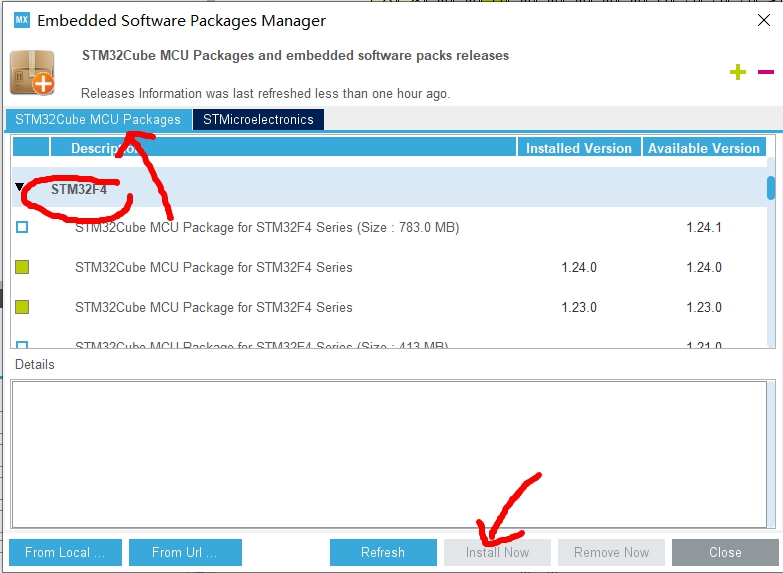 MX Embedded Software Packages Manager
STM32Cube MCU Packages and embedded software packs releases
Releases Information was last refreshed less than one hour ago.
STM32Cube MCU Packages STMicroelectronics
Description Installed Version Available Version
STM32F4
STM32Cube MCU Package for STM32F4 Series (Size : 783.0 MB) 1.24.1
STM32Cube MCU Package for STM32F4 Series 1.24.0 1.24.0
STM32Cube MCU Package for STM32F4 Series 1.23.0 1.23.0
STM32Cube MCU Package for STM32F4 Series (Size : 413 MB) 1.21.0
Details
From Local ... From Url ... Refresh Install Now Remove Now Close